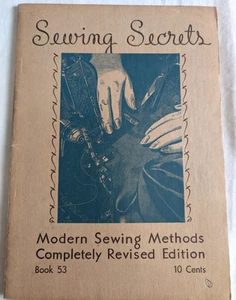 Sewing Secrets
Modern Sewing Methods
Completely Revised Edition
Book 53 10 Cents